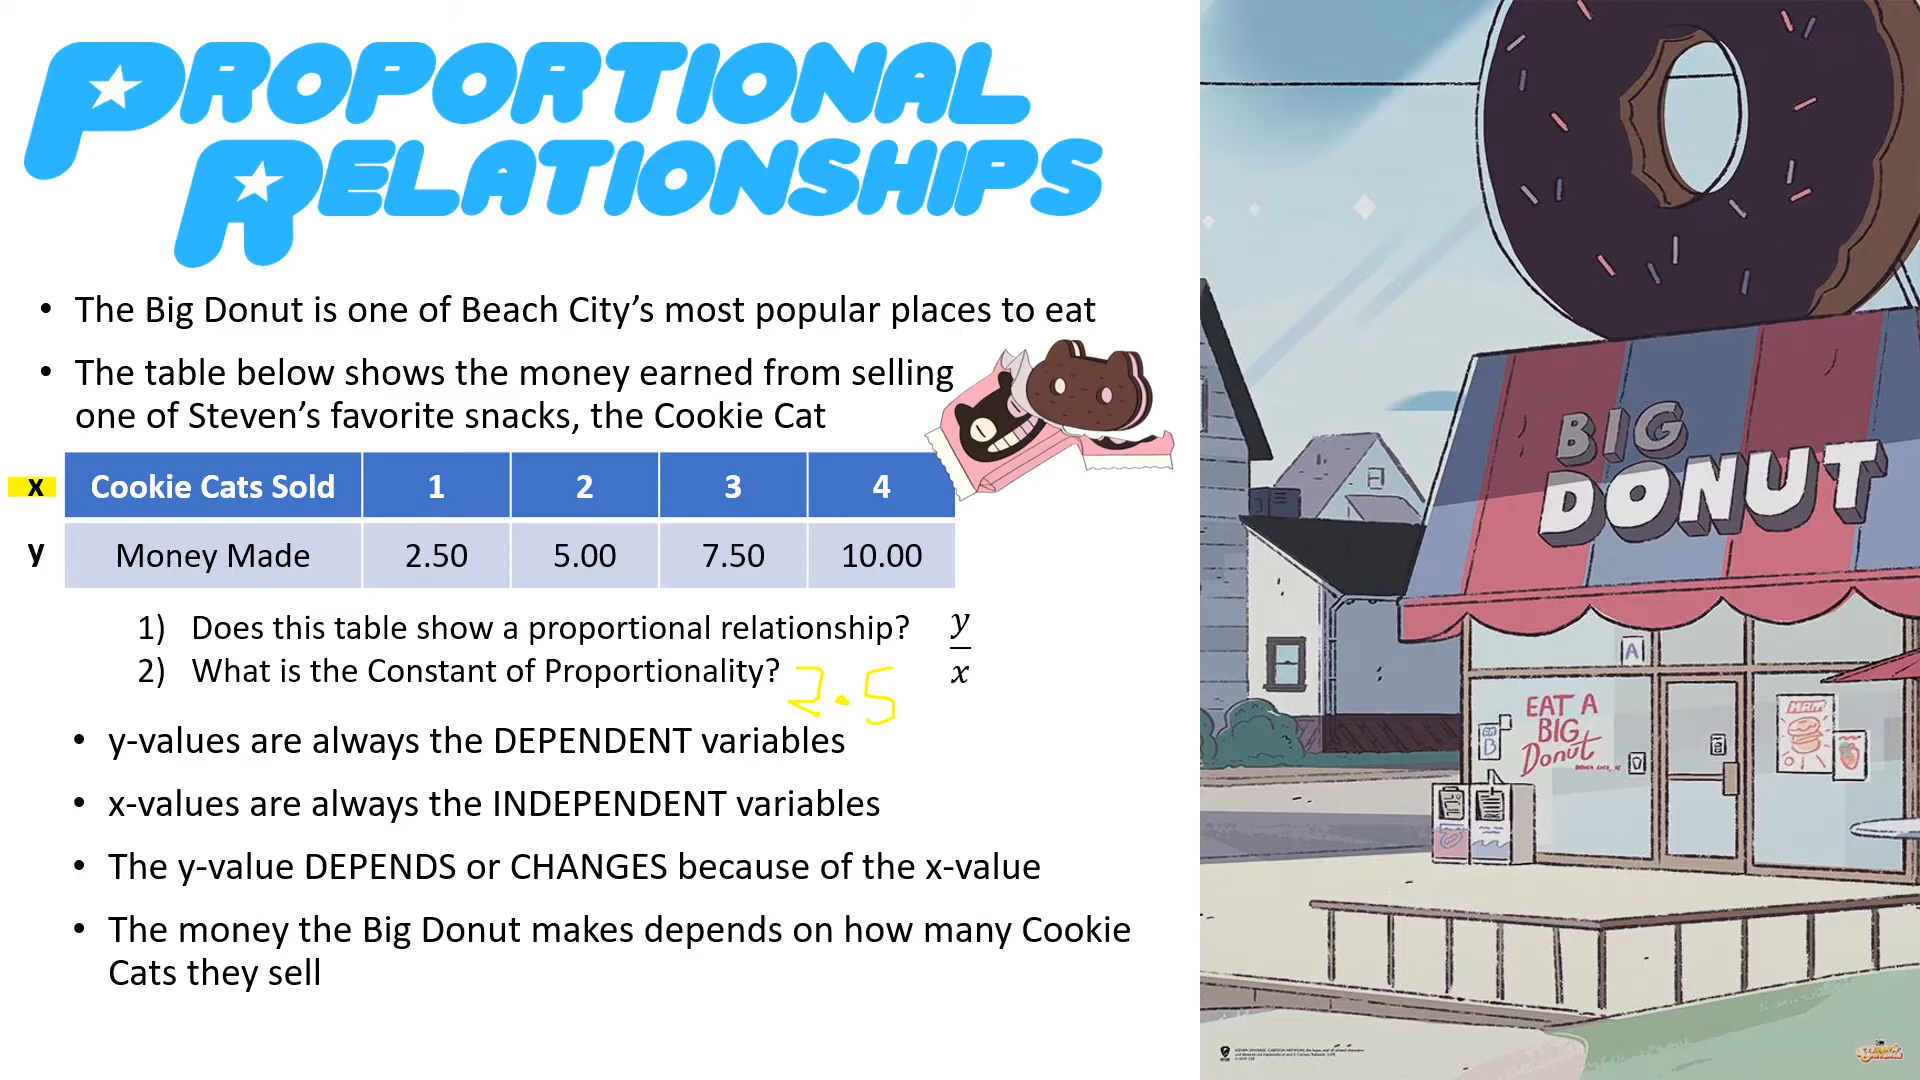 PROPORTIONAL
RELATIONSHIPS
• The Big Donut is one of Beach City’s most popular places to eat
• The table below shows the money earned from selling
one of Steven’s favorite snacks, the Cookie Cat
x Cookie Cats Sold 1 2 3 4
y Money Made 2.50 5.00 7.50 10.00
1) Does this table show a proportional relationship? y
x
2) What is the Constant of Proportionality? 2.5
• y-values are always the DEPENDENT variables
• x-values are always the INDEPENDENT variables
• The y-value DEPENDS or CHANGES because of the x-value
• The money the Big Donut makes depends on how many Cookie
Cats they sell
BIG
DONUT
A
EAT A
BIG
Donut
B